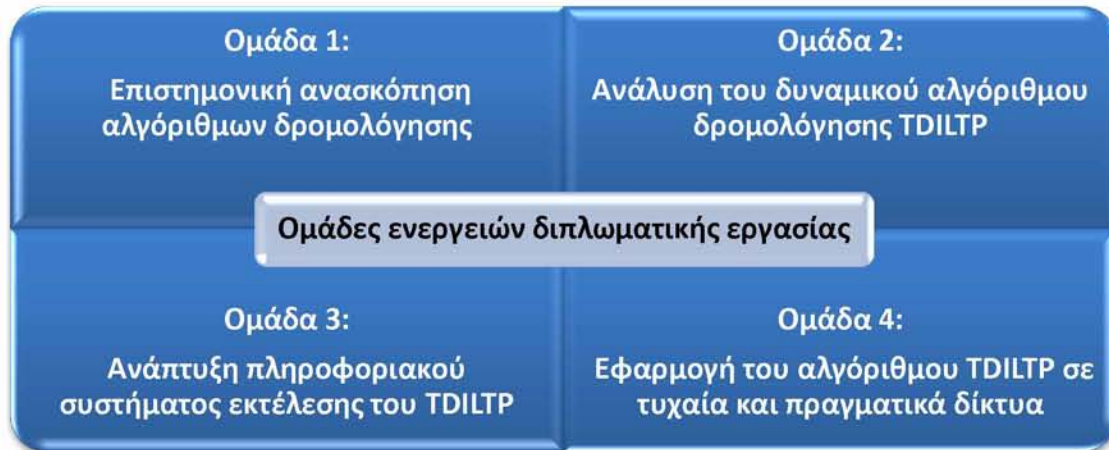 Ομάδα 1:
Επιστημονική ανασκόπηση
αλγόριθμων δρομολόγησης
Ομάδα 2:
Ανάλυση του δυναμικού αλγόριθμου
δρομολόγησης TDILTP
Ομάδες ενεργειών διπλωματικής εργασίας
Ομάδα 3:
Ανάπτυξη πληροφοριακού
συστήματος εκτέλεσης του TDILTP
Ομάδα 4:
Εφαρμογή του αλγόριθμου TDILTP σε
τυχαία και πραγματικά δίκτυα